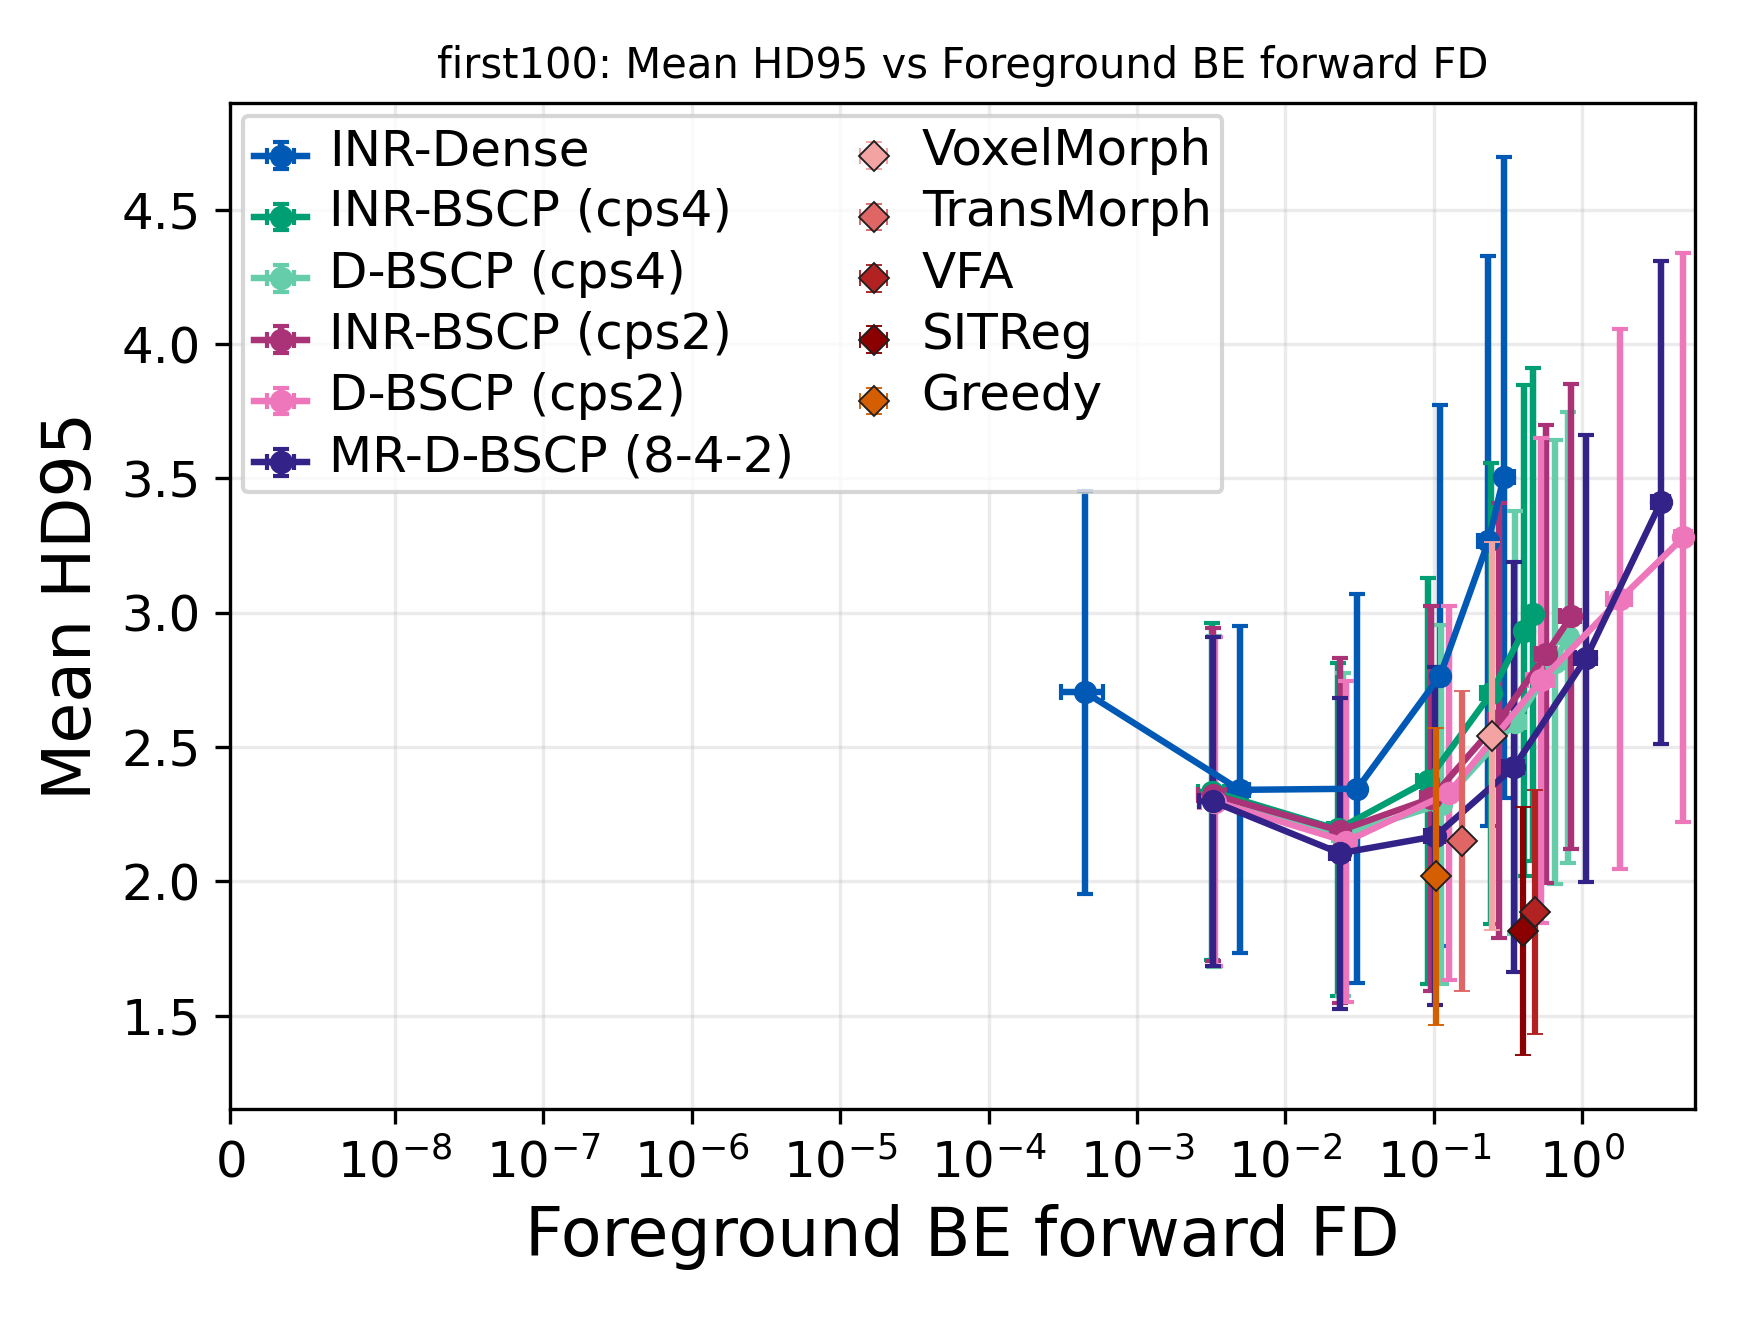 first100: Mean HD95 vs Foreground BE forward FD
INR-Dense
INR-BSCP (cps4)
D-BSCP (cps4)
INR-BSCP (cps2)
D-BSCP (cps2)
MR-D-BSCP (8-4-2)
VoxelMorph
TransMorph
VFA
SITReg
Greedy
Mean HD95
4.5
4.0
3.5
3.0
2.5
2.0
1.5
0 10⁻⁸ 10⁻⁷ 10⁻⁶ 10⁻⁵ 10⁻⁴ 10⁻³ 10⁻² 10⁻¹ 10⁰
Foreground BE forward FD